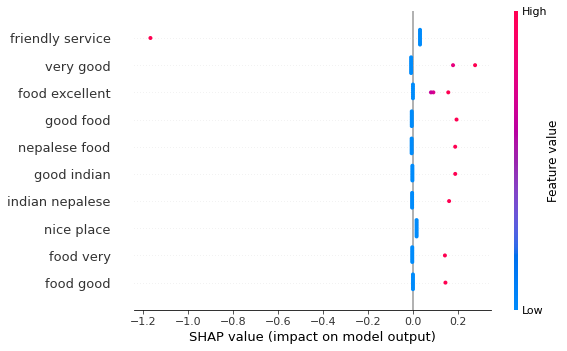 High
friendly service
very good
food excellent
good food
nepalese food
good indian
indian nepalese
nice place
food very
food good
Feature value
Low
−1.2 −1.0 −0.8 −0.6 −0.4 −0.2 0.0 0.2
SHAP value (impact on model output)